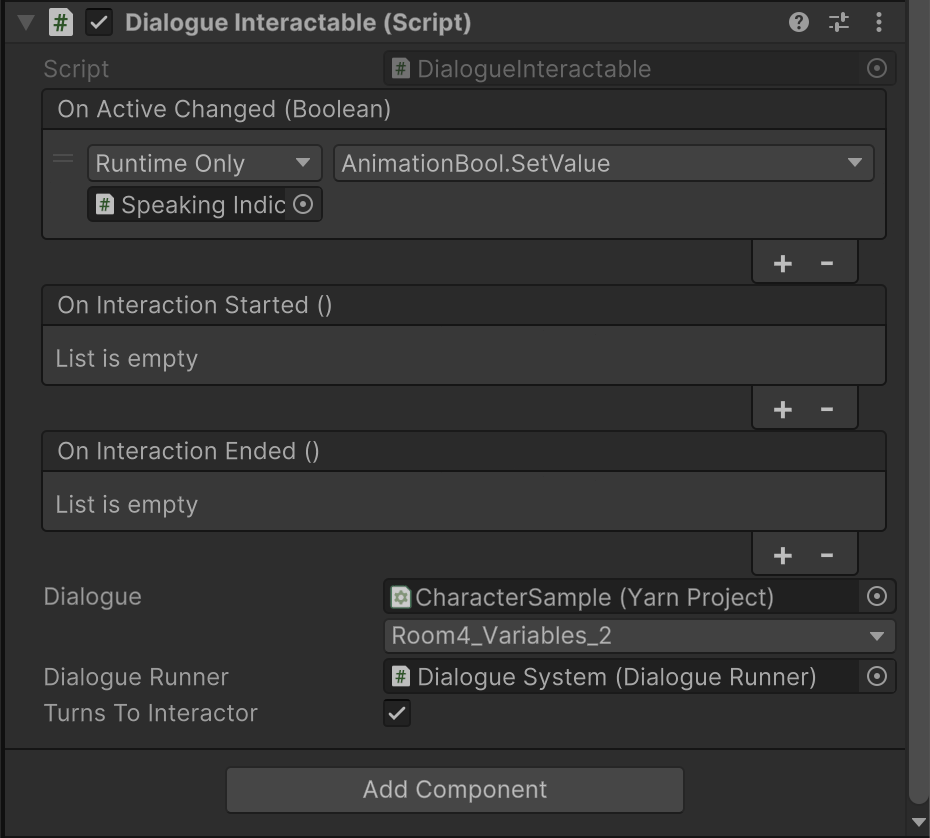 Dialogue Interactable (Script)
Script
DialogueInteractable
On Active Changed (Boolean)
Runtime Only
AnimationBool.SetValue
Speaking Indic
+ -
On Interaction Started ()
List is empty
+ -
On Interaction Ended ()
List is empty
+ -
Dialogue
CharacterSample (Yarn Project)
Room4_Variables_2
Dialogue Runner
Dialogue System (Dialogue Runner)
Turns To Interactor
Add Component